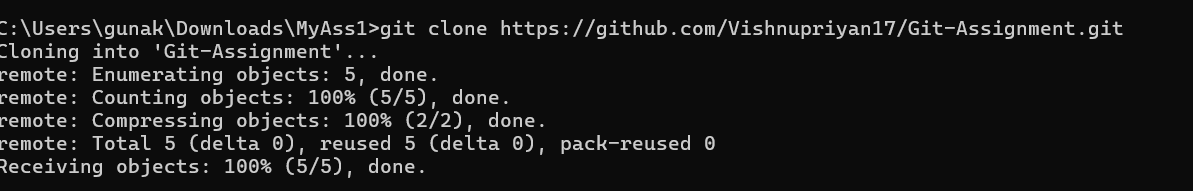 C:\Users\gunak\Downloads\MyAss1>git clone https://github.com/Vishnupriyan17/Git-Assignment.git
Cloning into 'Git-Assignment'...
remote: Enumerating objects: 5, done.
remote: Counting objects: 100% (5/5), done.
remote: Compressing objects: 100% (2/2), done.
remote: Total 5 (delta 0), reused 5 (delta 0), pack-reused 0
Receiving objects: 100% (5/5), done.